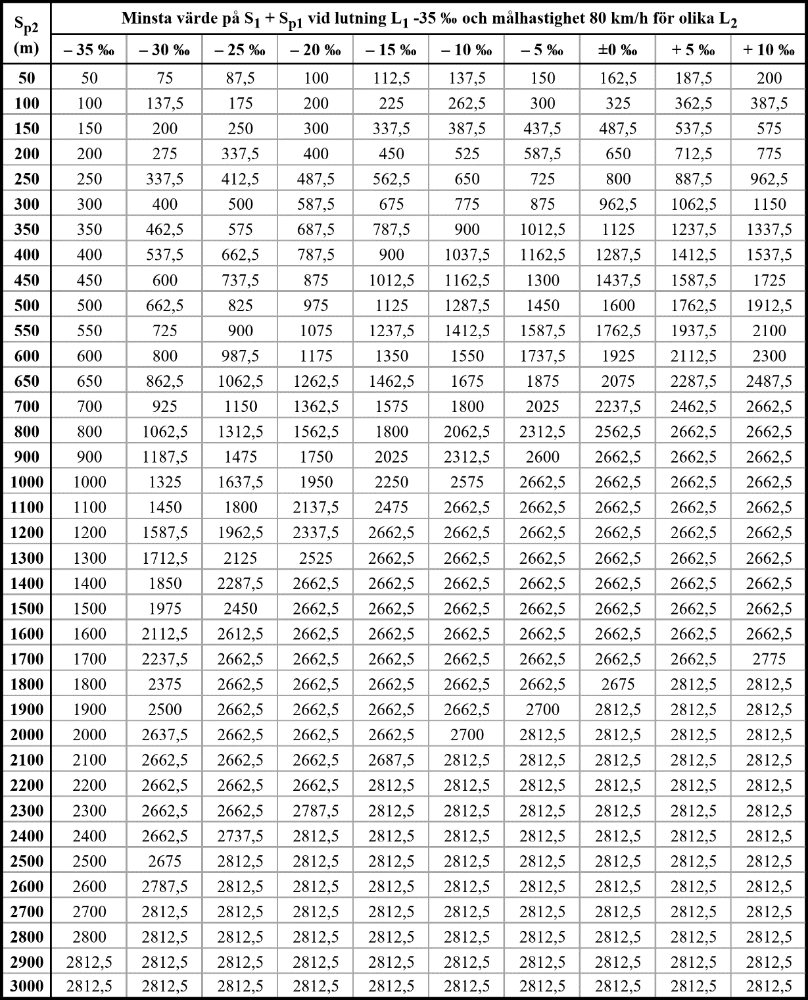 S_p2 (m) Minsta värde på S_1 + S_p1 vid lutning L_1 -35 ‰ och målhastighet 80 km/h för olika L_2
– 35 ‰ – 30 ‰ – 25 ‰ – 20 ‰ – 15 ‰ – 10 ‰ – 5 ‰ ±0 ‰ + 5 ‰ + 10 ‰
50 50 75 87,5 100 112,5 137,5 150 162,5 187,5 200
100 100 137,5 175 200 225 262,5 300 325 362,5 387,5
150 150 200 250 300 337,5 387,5 437,5 487,5 537,5 575
200 200 275 337,5 400 450 525 587,5 650 712,5 775
250 250 337,5 412,5 487,5 562,5 650 725 800 887,5 962,5
300 300 400 500 587,5 675 775 875 962,5 1062,5 1150
350 350 462,5 575 687,5 787,5 900 1012,5 1125 1237,5 1337,5
400 400 537,5 662,5 787,5 900 1037,5 1162,5 1287,5 1412,5 1537,5
450 450 600 737,5 875 1012,5 1162,5 1300 1437,5 1587,5 1725
500 500 662,5 825 975 1125 1287,5 1450 1600 1762,5 1912,5
550 550 725 900 1075 1237,5 1412,5 1587,5 1762,5 1937,5 2100
600 600 800 987,5 1175 1350 1550 1737,5 1925 2112,5 2300
650 650 862,5 1062,5 1262,5 1462,5 1675 1875 2075 2287,5 2487,5
700 700 925 1150 1362,5 1575 1800 2025 2237,5 2462,5 2662,5
800 800 1062,5 1312,5 1562,5 1800 2062,5 2312,5 2562,5 2662,5 2662,5
900 900 1187,5 1475 1750 2025 2312,5 2600 2662,5 2662,5 2662,5
1000 1000 1325 1637,5 1950 2250 2575 2662,5 2662,5 2662,5 2662,5
1100 1100 1450 1800 2137,5 2475 2662,5 2662,5 2662,5 2662,5 2662,5
1200 1200 1587,5 1962,5 2337,5 2662,5 2662,5 2662,5 2662,5 2662,5 2662,5
1300 1300 1712,5 2125 2525 2662,5 2662,5 2662,5 2662,5 2662,5 2662,5
1400 1400 1850 2287,5 2662,5 2662,5 2662,5 2662,5 2662,5 2662,5 2662,5
1500 1500 1975 2450 2662,5 2662,5 2662,5 2662,5 2662,5 2662,5 2662,5
1600 1600 2112,5 2612,5 2662,5 2662,5 2662,5 2662,5 2662,5 2662,5 2662,5
1700 1700 2237,5 2662,5 2662,5 2662,5 2662,5 2662,5 2662,5 2662,5 2775
1800 1800 2375 2662,5 2662,5 2662,5 2662,5 2662,5 2675 2812,5 2812,5
1900 1900 2500 2662,5 2662,5 2662,5 2662,5 2700 2812,5 2812,5 2812,5
2000 2000 2637,5 2662,5 2662,5 2662,5 2700 2812,5 2812,5 2812,5 2812,5
2100 2100 2662,5 2662,5 2662,5 2687,5 2812,5 2812,5 2812,5 2812,5 2812,5
2200 2200 2662,5 2662,5 2662,5 2812,5 2812,5 2812,5 2812,5 2812,5 2812,5
2300 2300 2662,5 2662,5 2787,5 2812,5 2812,5 2812,5 2812,5 2812,5 2812,5
2400 2400 2662,5 2737,5 2812,5 2812,5 2812,5 2812,5 2812,5 2812,5 2812,5
2500 2500 2675 2812,5 2812,5 2812,5 2812,5 2812,5 2812,5 2812,5 2812,5
2600 2600 2787,5 2812,5 2812,5 2812,5 2812,5 2812,5 2812,5 2812,5 2812,5
2700 2700 2812,5 2812,5 2812,5 2812,5 2812,5 2812,5 2812,5 2812,5 2812,5
2800 2800 2812,5 2812,5 2812,5 2812,5 2812,5 2812,5 2812,5 2812,5 2812,5
2900 2812,5 2812,5 2812,5 2812,5 2812,5 2812,5 2812,5 2812,5 2812,5 2812,5
3000 2812,5 2812,5 2812,5 2812,5 2812,5 2812,5 2812,5 2812,5 2812,5 2812,5